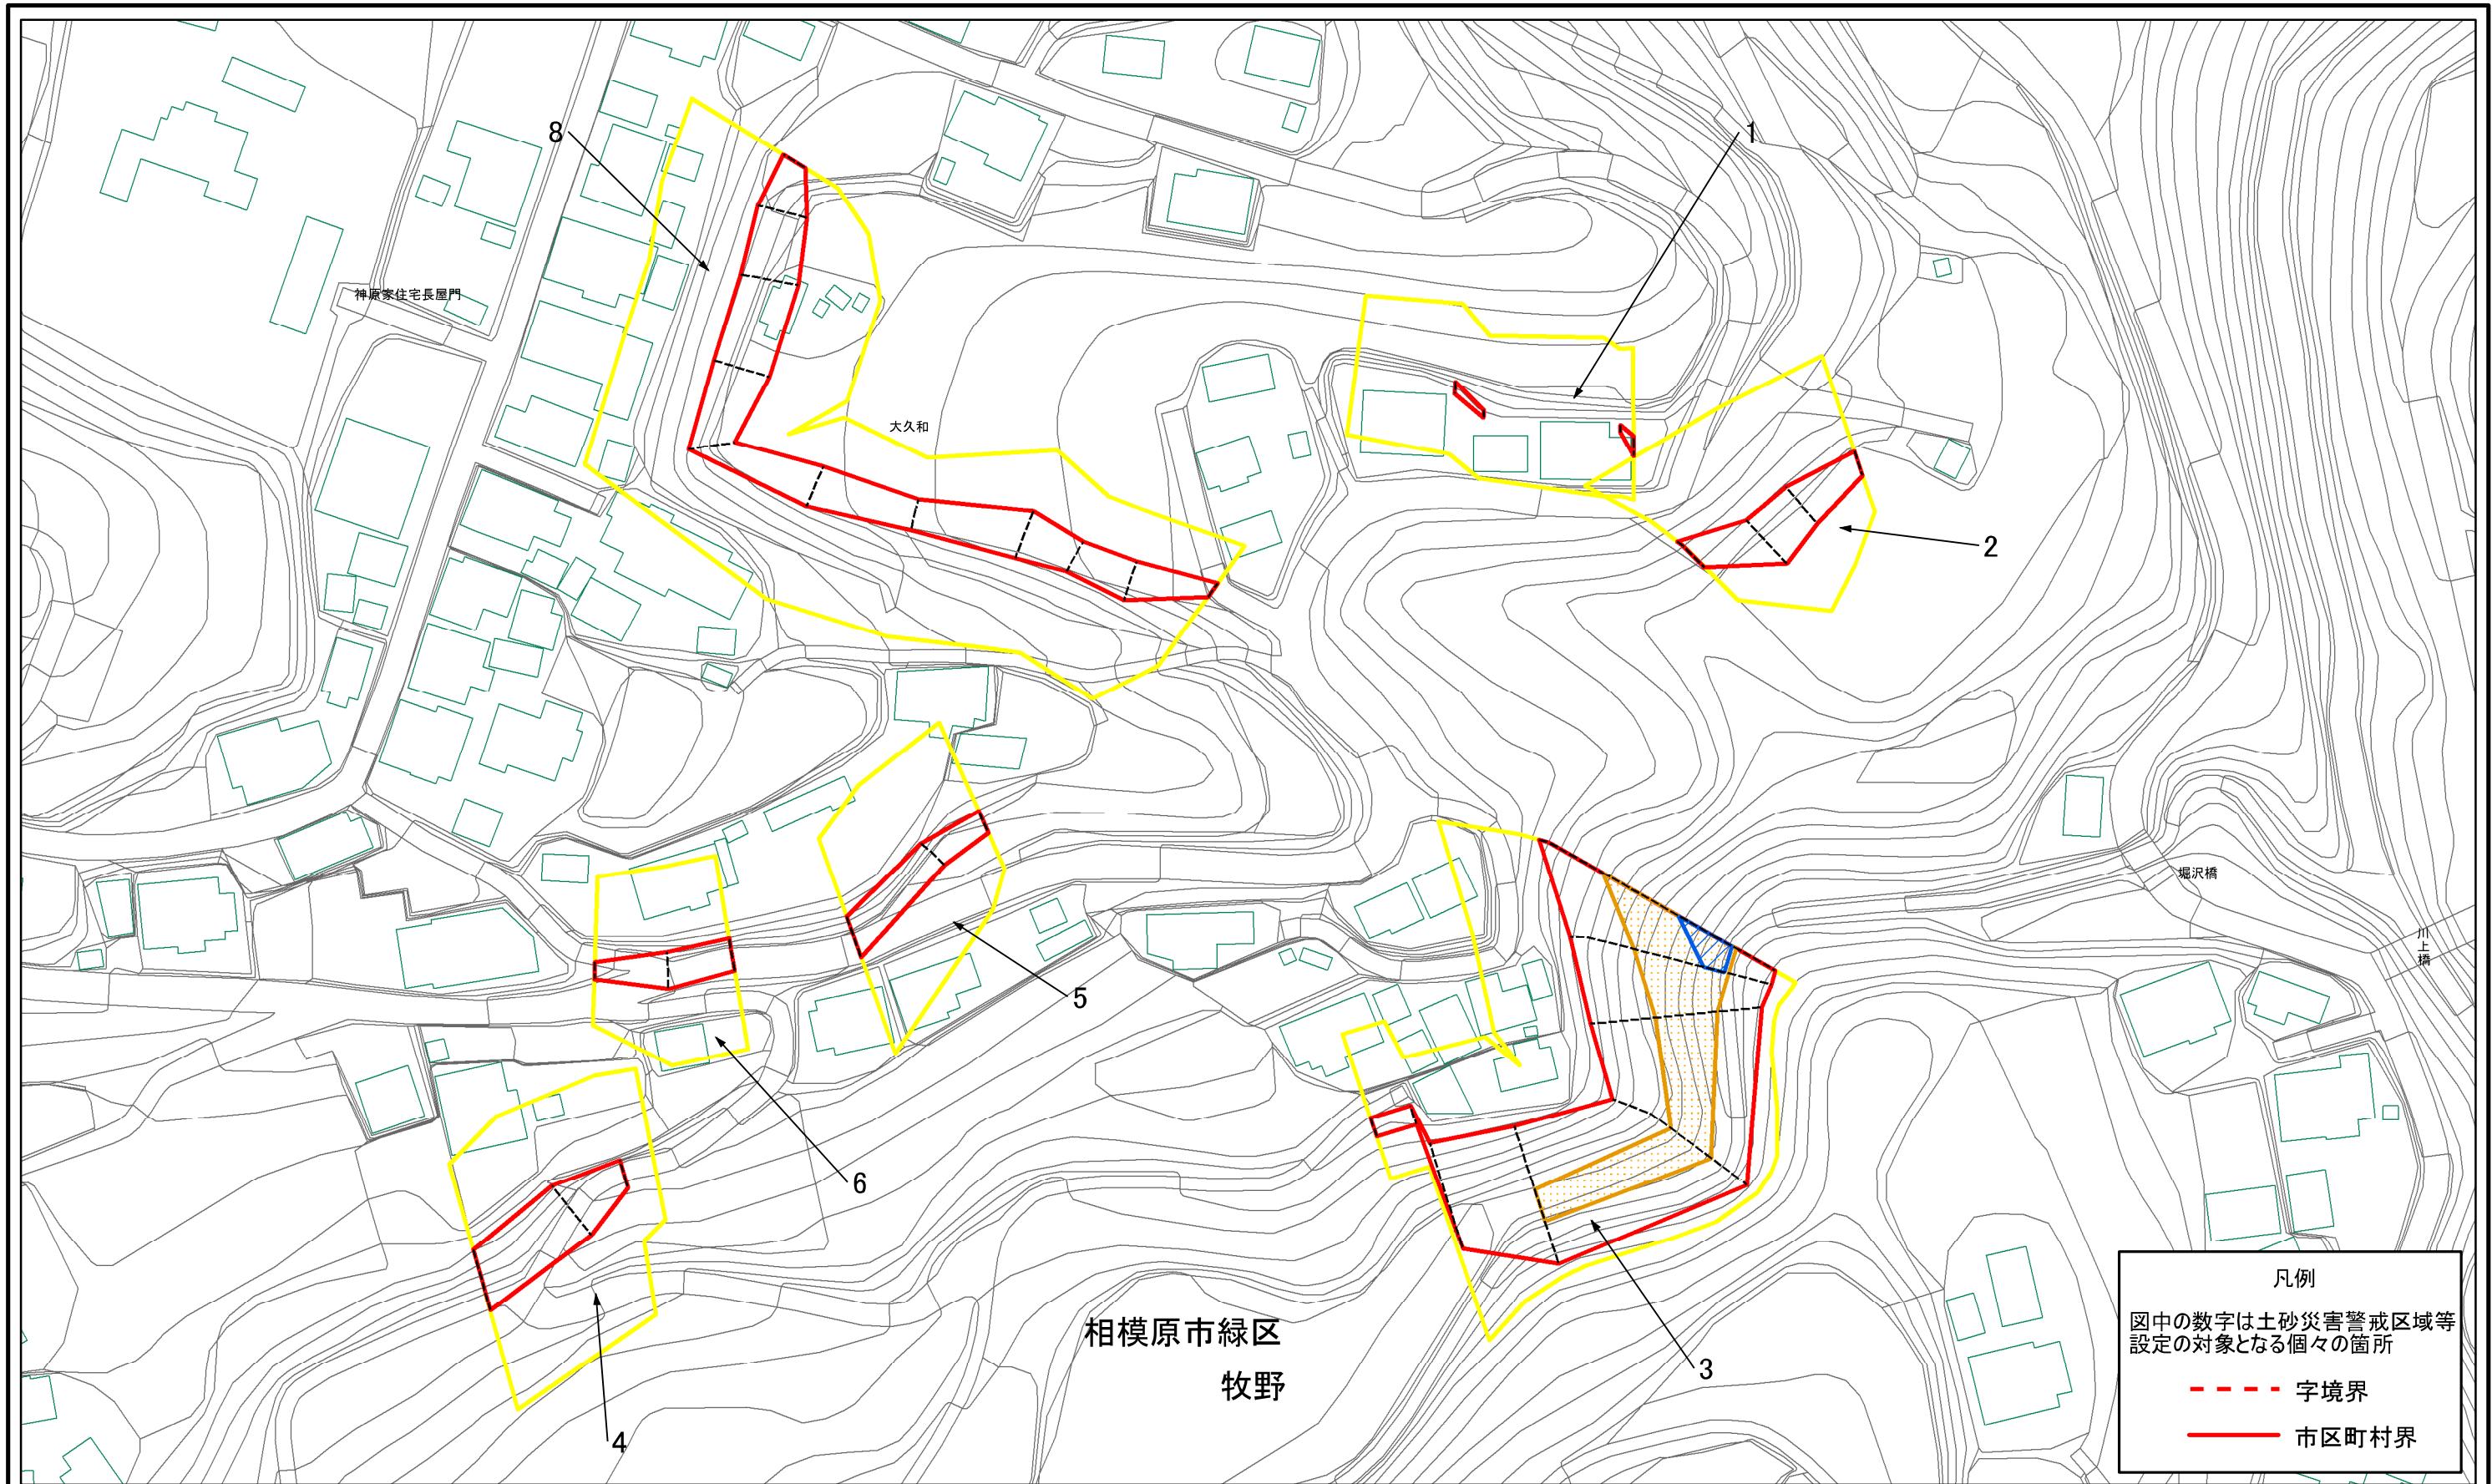 8
1
神原家住宅長屋門
大久和
2
堀沢橋
川上橋
5
6
相模原市緑区
牧野
3
4
凡例
図中の数字は土砂災害警戒区域等
設定の対象となる個々の箇所
字境界
市区町村界